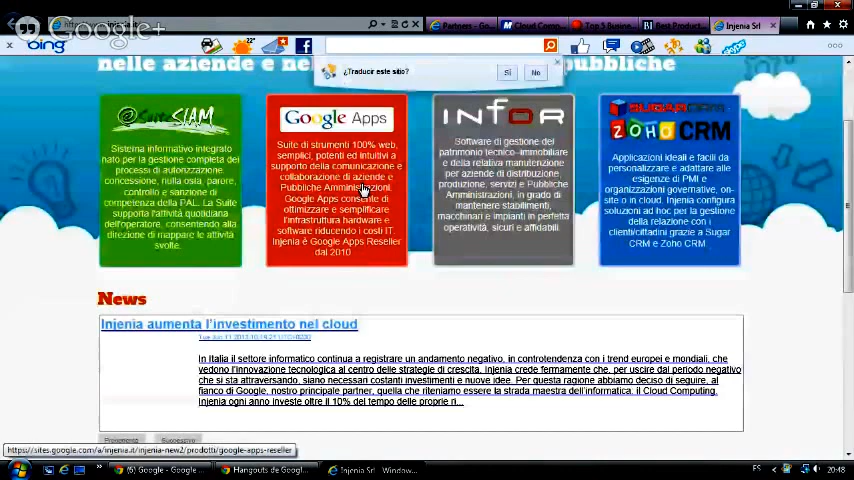 Google+
Partners - Go...
Cloud Comp...
Top 5 Busine...
Best Product...
Injenia Srl
bing
22°
nelle aziende e ne
pubbliche
¿Traducir este sitio?
Sí
No
@SuiteSIAM
Sistema informativo integrato
nato per la gestione completa dei
processi di autorizzazione
concessione, nulla osta, parere,
controllo e sanzione di
competenza della PAL. La Suite
supporta l'attività quotidiana
dell'operatore, consentendo alla
direzione di mappare le attività
svolte.
Google Apps
Suite di strumenti 100% web,
semplici, potenti ed intuitivi a
supporto della comunicazione e
collaborazione di aziende e
Pubbliche Amministrazioni.
Google Apps consente di
ottimizzare e semplificare
l'infrastruttura hardware e
software riducendo i costi IT.
Injenia è Google Apps Reseller
dal 2010
infor
Software di gestione del
patrimonio tecnico-immobiliare
e della relativa manutenzione
per aziende di distribuzione
produzione, servizi e Pubbliche
Amministrazioni, in grado di
mantenere stabilimenti,
macchinari e impianti in perfetta
operatività, sicuri e affidabili.
SUGARCRM
ZOHO CRM
Applicazioni ideali e facili da
personalizzare e adattare alle
esigenze di PMI e
organizzazioni governative, on-
site o in cloud. Injenia configura
soluzioni ad hoc per la gestione
della relazione con i
clienti/cittadini grazie a Sugar
CRM e Zoho CRM
News
Injenia aumenta l'investimento nel cloud
In Italia il settore informatico continua a registrare un andamento negativo, in controtendenza con i trend europei e mondiali, che
vedono l'innovazione tecnologica al centro delle strategie di crescita. Injenia crede fermamente che, per uscire dal periodo negativo
che si sta attraversando, siano necessari costanti investimenti e nuove idee. Per questa ragione abbiamo deciso di seguire, al
fianco di Google, nostro principale partner, quella che riteniamo essere la strada maestra dell'informatica, il Cloud Computing.
Injenia ogni anno investe oltre il 10% del tempo delle proprie ri...
Precedente
Successivo
https://sites.google.com/a/injenia.it/injenia-new2/prodotti/google-apps-reseller
(6) Google - Google ...
Hangouts de Googl...
Injenia Srl - Window...
ES
20:48